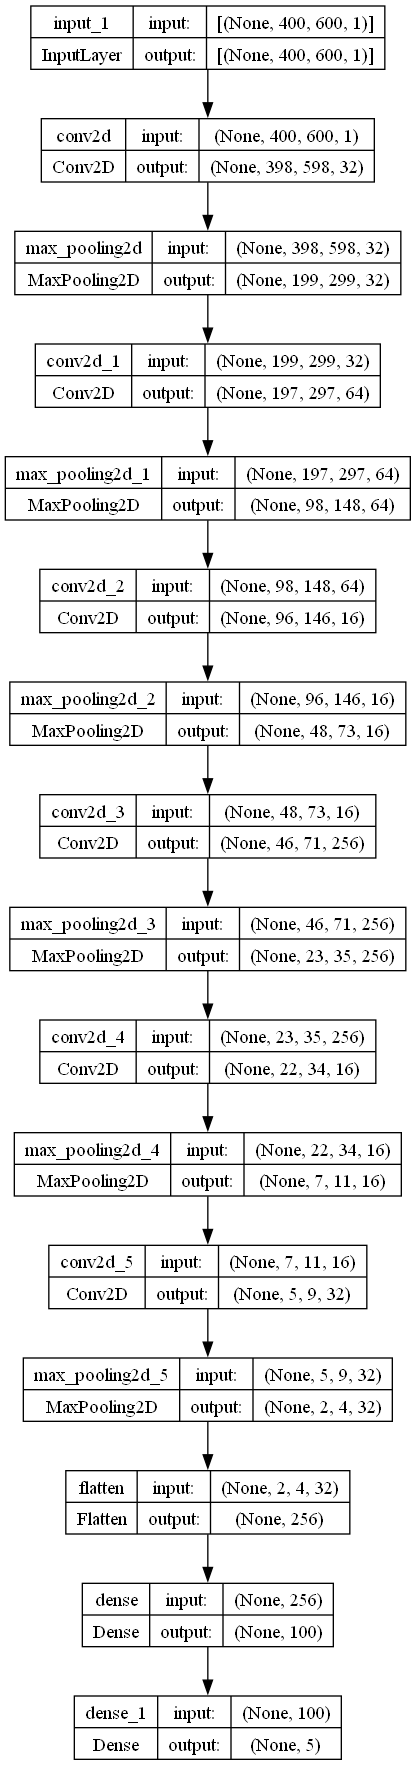 input_1 input: [(None, 400, 600, 1)]
InputLayer output: [(None, 400, 600, 1)]
conv2d input: (None, 400, 600, 1)
Conv2D output: (None, 398, 598, 32)
max_pooling2d input: (None, 398, 598, 32)
MaxPooling2D output: (None, 199, 299, 32)
conv2d_1 input: (None, 199, 299, 32)
Conv2D output: (None, 197, 297, 64)
max_pooling2d_1 input: (None, 197, 297, 64)
MaxPooling2D output: (None, 98, 148, 64)
conv2d_2 input: (None, 98, 148, 64)
Conv2D output: (None, 96, 146, 16)
max_pooling2d_2 input: (None, 96, 146, 16)
MaxPooling2D output: (None, 48, 73, 16)
conv2d_3 input: (None, 48, 73, 16)
Conv2D output: (None, 46, 71, 256)
max_pooling2d_3 input: (None, 46, 71, 256)
MaxPooling2D output: (None, 23, 35, 256)
conv2d_4 input: (None, 23, 35, 256)
Conv2D output: (None, 22, 34, 16)
max_pooling2d_4 input: (None, 22, 34, 16)
MaxPooling2D output: (None, 7, 11, 16)
conv2d_5 input: (None, 7, 11, 16)
Conv2D output: (None, 5, 9, 32)
max_pooling2d_5 input: (None, 5, 9, 32)
MaxPooling2D output: (None, 2, 4, 32)
flatten input: (None, 2, 4, 32)
Flatten output: (None, 256)
dense input: (None, 256)
Dense output: (None, 100)
dense_1 input: (None, 100)
Dense output: (None, 5)